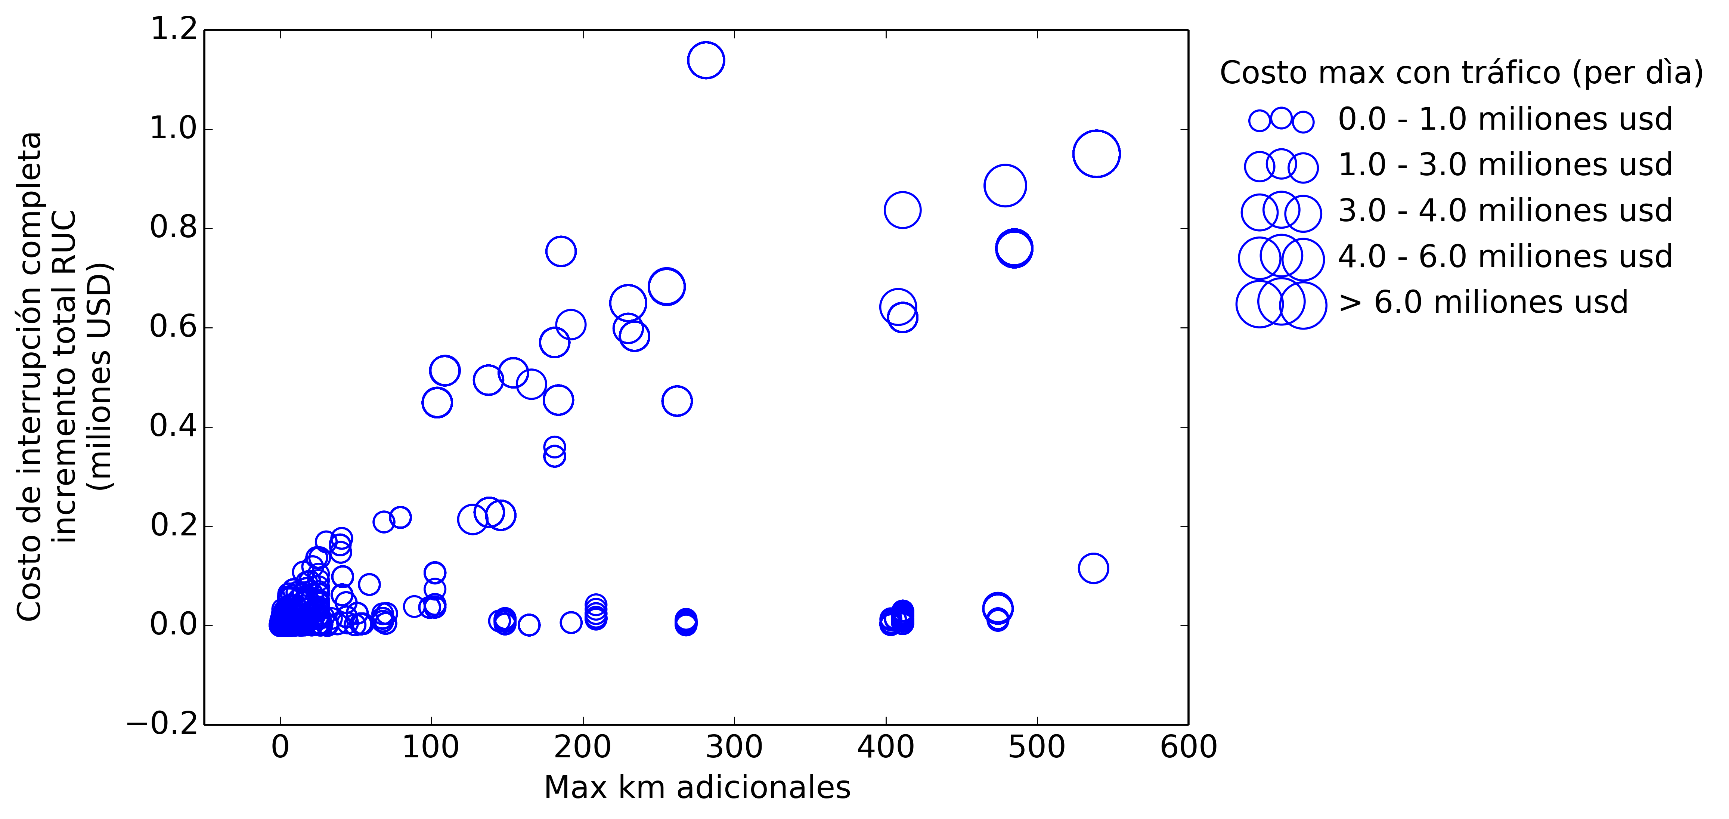 Costo de interrupción completa
incremento total RUC
(miliones USD)
1.2
1.0
0.8
0.6
0.4
0.2
0.0
−0.2
0 100 200 300 400 500 600
Max km adicionales
Costo max con tráfico (per dìa)
0.0 - 1.0 miliones usd
1.0 - 3.0 miliones usd
3.0 - 4.0 miliones usd
4.0 - 6.0 miliones usd
> 6.0 miliones usd